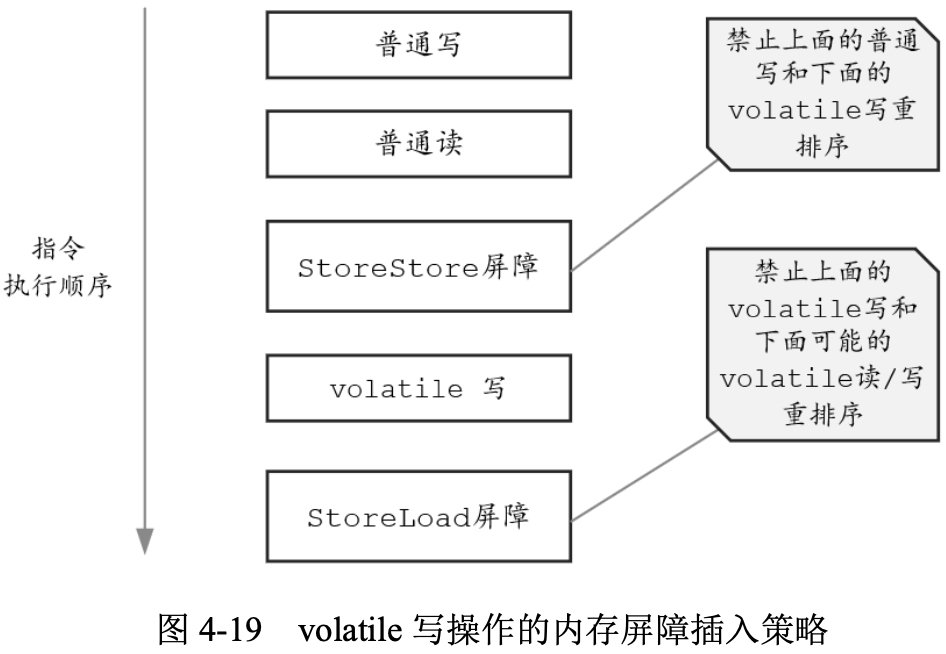 普通写
普通读
StoreStore屏障
volatile 写
StoreLoad屏障
禁止上面的普通
写和下面的
volatile写重
排序
禁止上面的
volatile写和
下面可能的
volatile读/写
重排序
指令
执行顺序
图 4-19 volatile 写操作的内存屏障插入策略